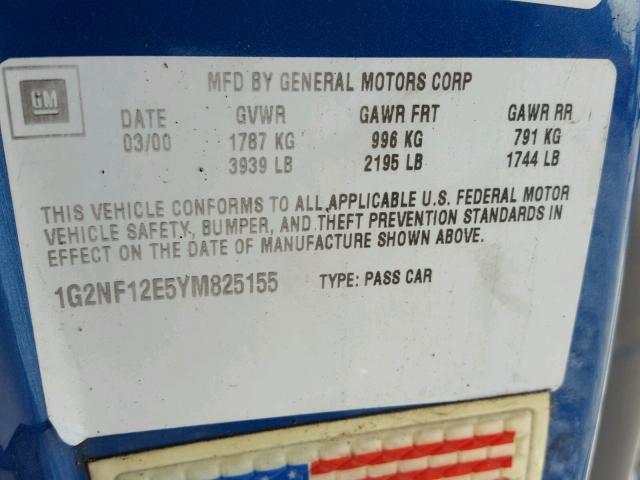 GM
MFD BY GENERAL MOTORS CORP
DATE GVWR GAWR FRT GAWR RR
03/00 1787 KG 996 KG 791 KG
3939 LB 2195 LB 1744 LB
THIS VEHICLE CONFORMS TO ALL APPLICABLE U.S. FEDERAL MOTOR
VEHICLE SAFETY, BUMPER, AND THEFT PREVENTION STANDARDS IN
EFFECT ON THE DATE OF MANUFACTURE SHOWN ABOVE.
1G2NF12E5YM825155 TYPE: PASS CAR